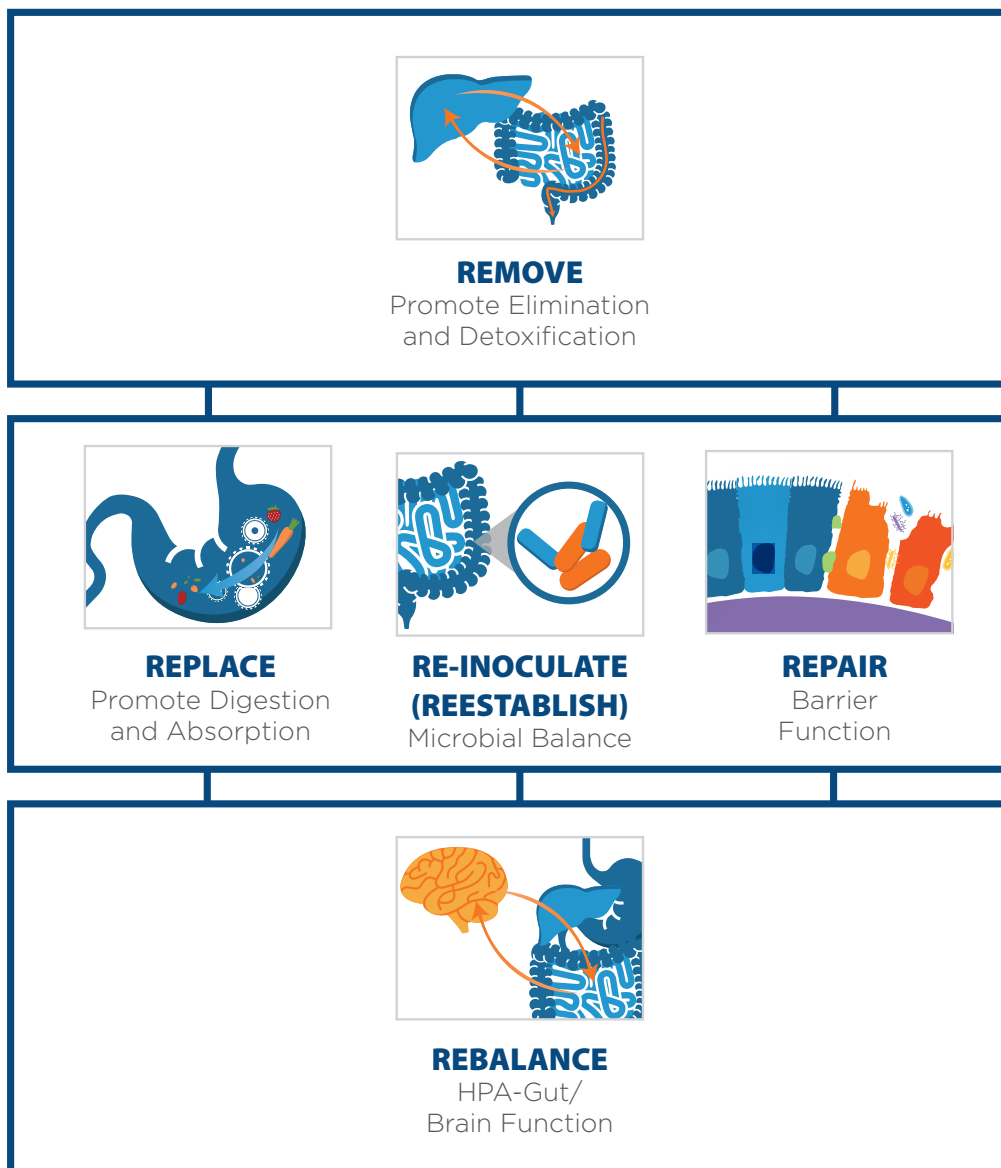 REMOVE
Promote Elimination
and Detoxification
REPLACE
Promote Digestion
and Absorption
RE-INOCULATE
(REESTABLISH)
Microbial Balance
REPAIR
Barrier
Function
REBALANCE
HPA-Gut/
Brain Function